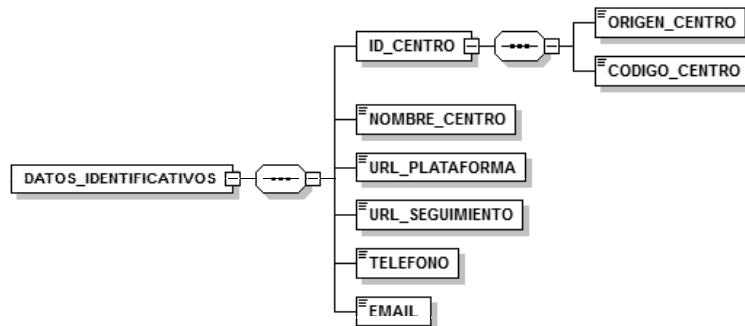 ORIGEN_CENTRO
ID_CENTRO
CODIGO_CENTRO
NOMBRE_CENTRO
URL_PLATAFORMA
DATOS_IDENTIFICATIVOS
URL_SEGUIMIENTO
TELEFONO
EMAIL